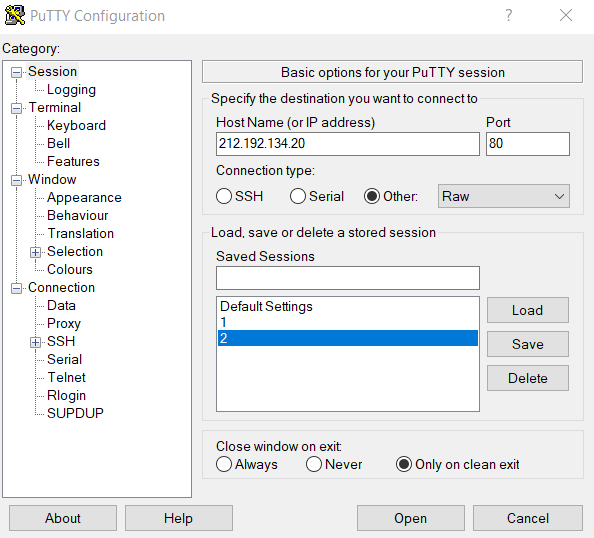 PuTTY Configuration
?
Category:
Session
Logging
Terminal
Keyboard
Bell
Features
Window
Appearance
Behaviour
Translation
Selection
Colours
Connection
Data
Proxy
SSH
Serial
Telnet
Rlogin
SUPDUP
Basic options for your PuTTY session
Specify the destination you want to connect to
Host Name (or IP address) Port
212.192.134.20 80
Connection type:
SSH Serial Other: Raw
Load, save or delete a stored session
Saved Sessions
Default Settings
1
2
Load
Save
Delete
Close window on exit:
Always Never Only on clean exit
About Help Open Cancel